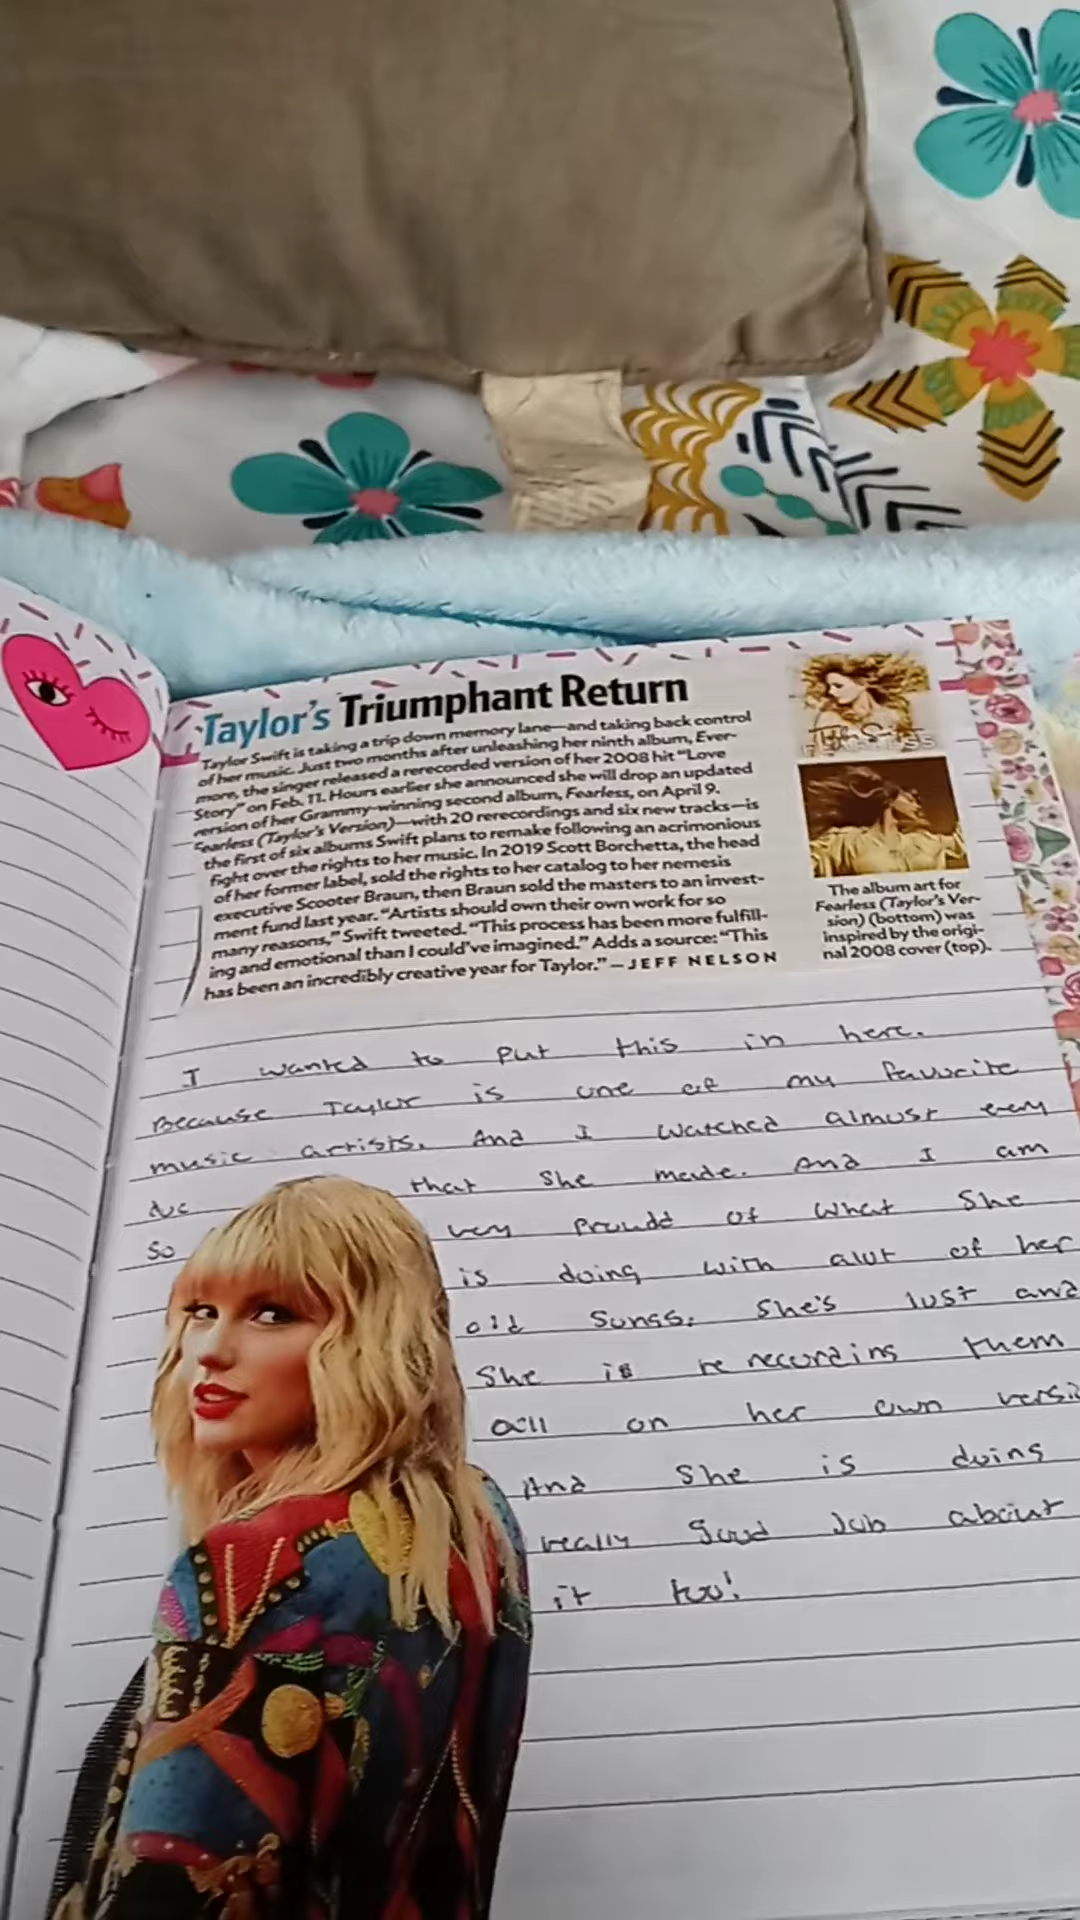 Taylor's Triumphant Return
Taylor Swift is taking a trip down memory lane—and taking back control
of her music. Just two months after unleashing her ninth album, Ever-
more, the singer released a rerecorded version of her 2008 hit “Love
Story” on Feb. 11. Hours earlier she announced she will drop an updated
version of her Grammy-winning second album, Fearless, on April 9.
Fearless (Taylor's Version)—with 20 rerecordings and six new tracks—is
the first of six albums Swift plans to remake following an acrimonious
fight over the rights to her music. In 2019 Scott Borchetta, the head
of her former label, sold the rights to her catalog to her nemesis
executive Scooter Braun, then Braun sold the masters to an invest-
ment fund last year. “Artists should own their own work for so
many reasons,” Swift tweeted. “This process has been more fulfill-
ing and emotional than I could've imagined.” Adds a source: “This
has been an incredibly creative year for Taylor.” —JEFF NELSON
Taylor Swift
FEARLESS
The album art for
Fearless (Taylor's Ver-
sion) (bottom) was
inspired by the origi-
nal 2008 cover (top).
I wanted to put this in here.
Because Taylor is one of my favorite
music artists. And I watched almost every
that she made. And I am
So very proudd of what She
is doing with alot of her
old Songs. She's lost and
She is re recording them
all on her own versi
And She is doing
really good Job about
it too!